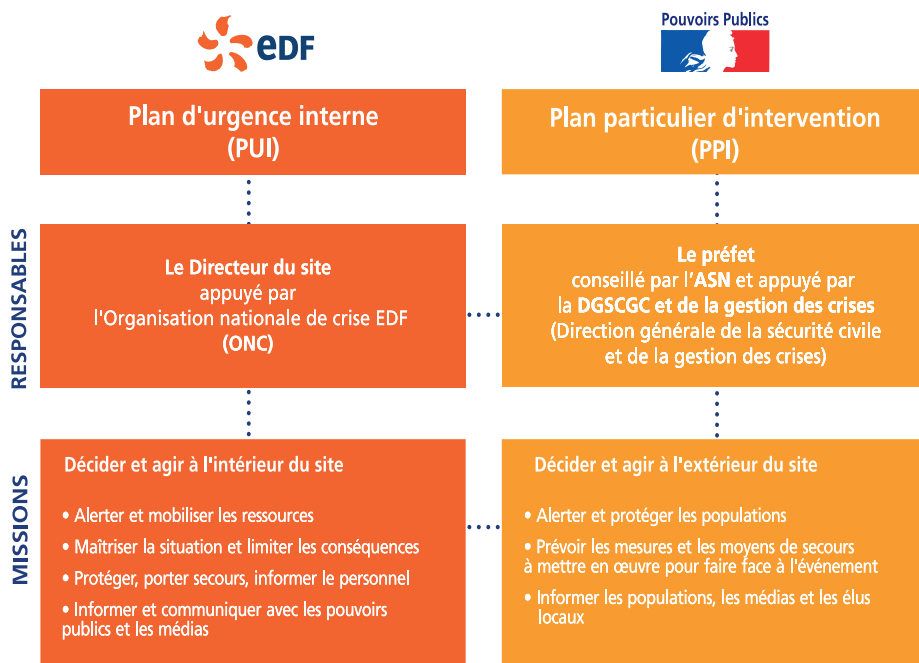 eDF
Pouvoirs Publics
Plan d'urgence interne
(PUI)
Plan particulier d'intervention
(PPI)
RESPONSABLES
Le Directeur du site
appuyé par
l'Organisation nationale de crise EDF
(ONC)
Le préfet
conseillé par l'ASN et appuyé par
la DGSCGC et de la gestion des crises
(Direction générale de la sécurité civile
et de la gestion des crises)
MISSIONS
Décider et agir à l'intérieur du site
• Alerter et mobiliser les ressources
• Maîtriser la situation et limiter les conséquences
• Protéger, porter secours, informer le personnel
• Informer et communiquer avec les pouvoirs
publics et les médias
Décider et agir à l'extérieur du site
• Alerter et protéger les populations
• Prévoir les mesures et les moyens de secours
à mettre en œuvre pour faire face à l'événement
• Informer les populations, les médias et les élus
locaux